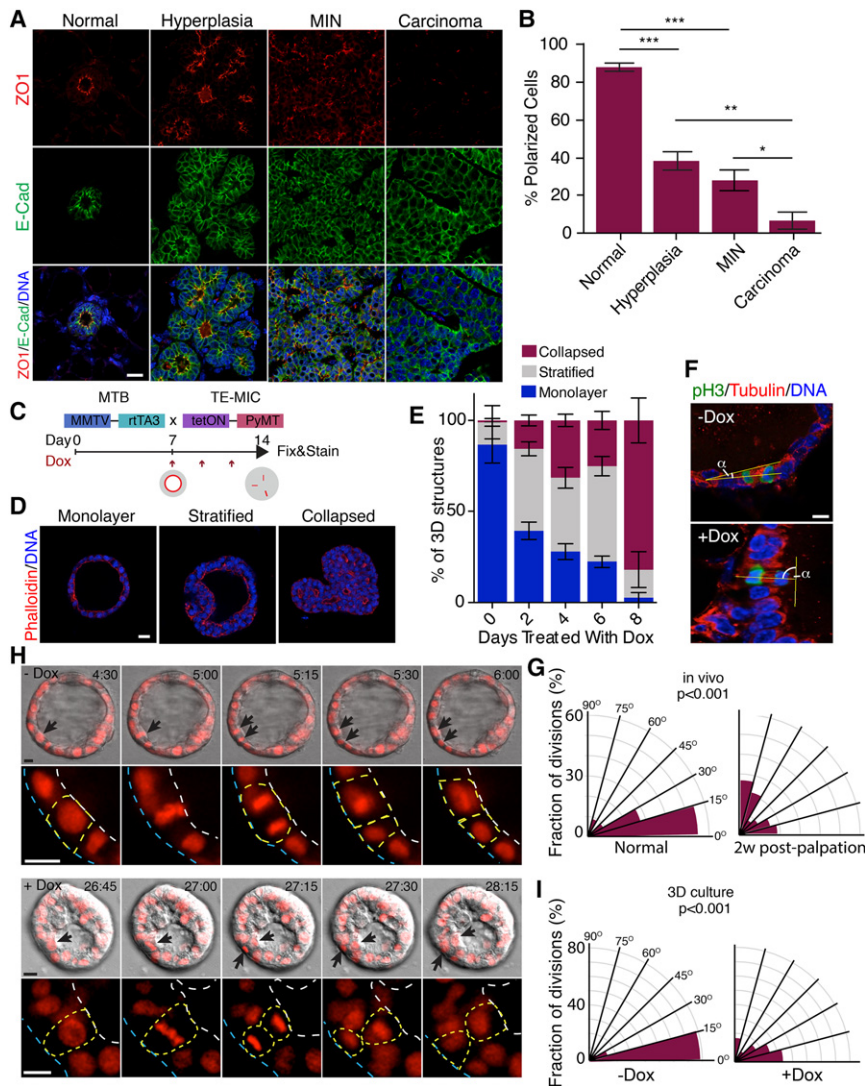 A
Normal Hyperplasia MIN Carcinoma
ZO1
E-Cad
ZO1/E-Cad/DNA
B
% Polarized Cells
100
80
60
40
20
0
***
***
**
*
Normal
Hyperplasia
MIN
Carcinoma
C
MTB TE-MIC
MMTV rtTA3 x tetON PyMT
Day 0 7 14 Fix&Stain
Dox
D
Monolayer Stratified Collapsed
Phalloidin/DNA
Collapsed
Stratified
Monolayer
E
% of 3D structures
100
50
0
0 2 4 6 8
Days Treated With Dox
F
pH3/Tubulin/DNA
-Dox
α
+Dox
α
H
- Dox 4:30 5:00 5:15 5:30 6:00
+ Dox 26:45 27:00 27:15 27:30 28:15
G
in vivo
p<0.001
Fraction of divisions (%)
60
30
0
90° 75° 60° 45° 30° 15° 0°
Normal 2w post-palpation
I
3D culture
p<0.001
Fraction of divisions (%)
80
40
0
90° 75° 60° 45° 30° 15° 0°
-Dox +Dox